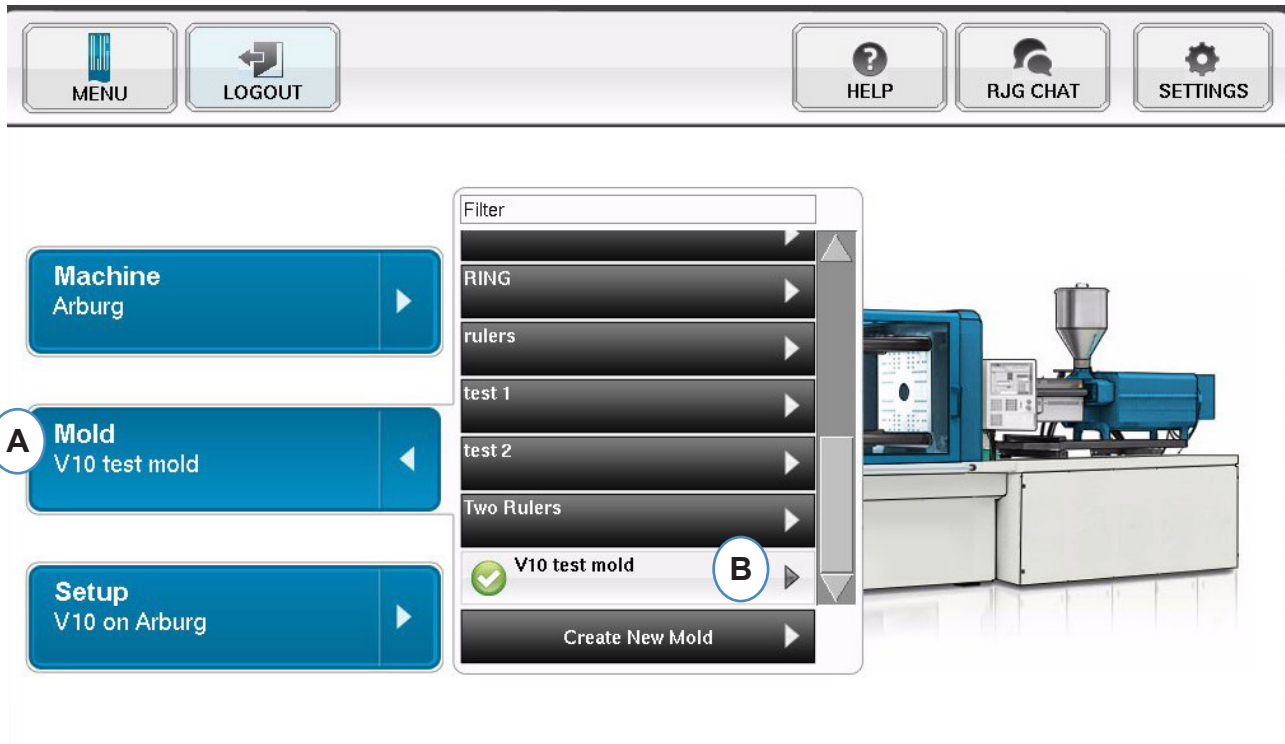 MENU
LOGOUT
HELP
RJG CHAT
SETTINGS
Filter
Machine
Arburg
RING
rulers
test 1
A
Mold
V10 test mold
test 2
Two Rulers
V10 test mold
B
Setup
V10 on Arburg
Create New Mold